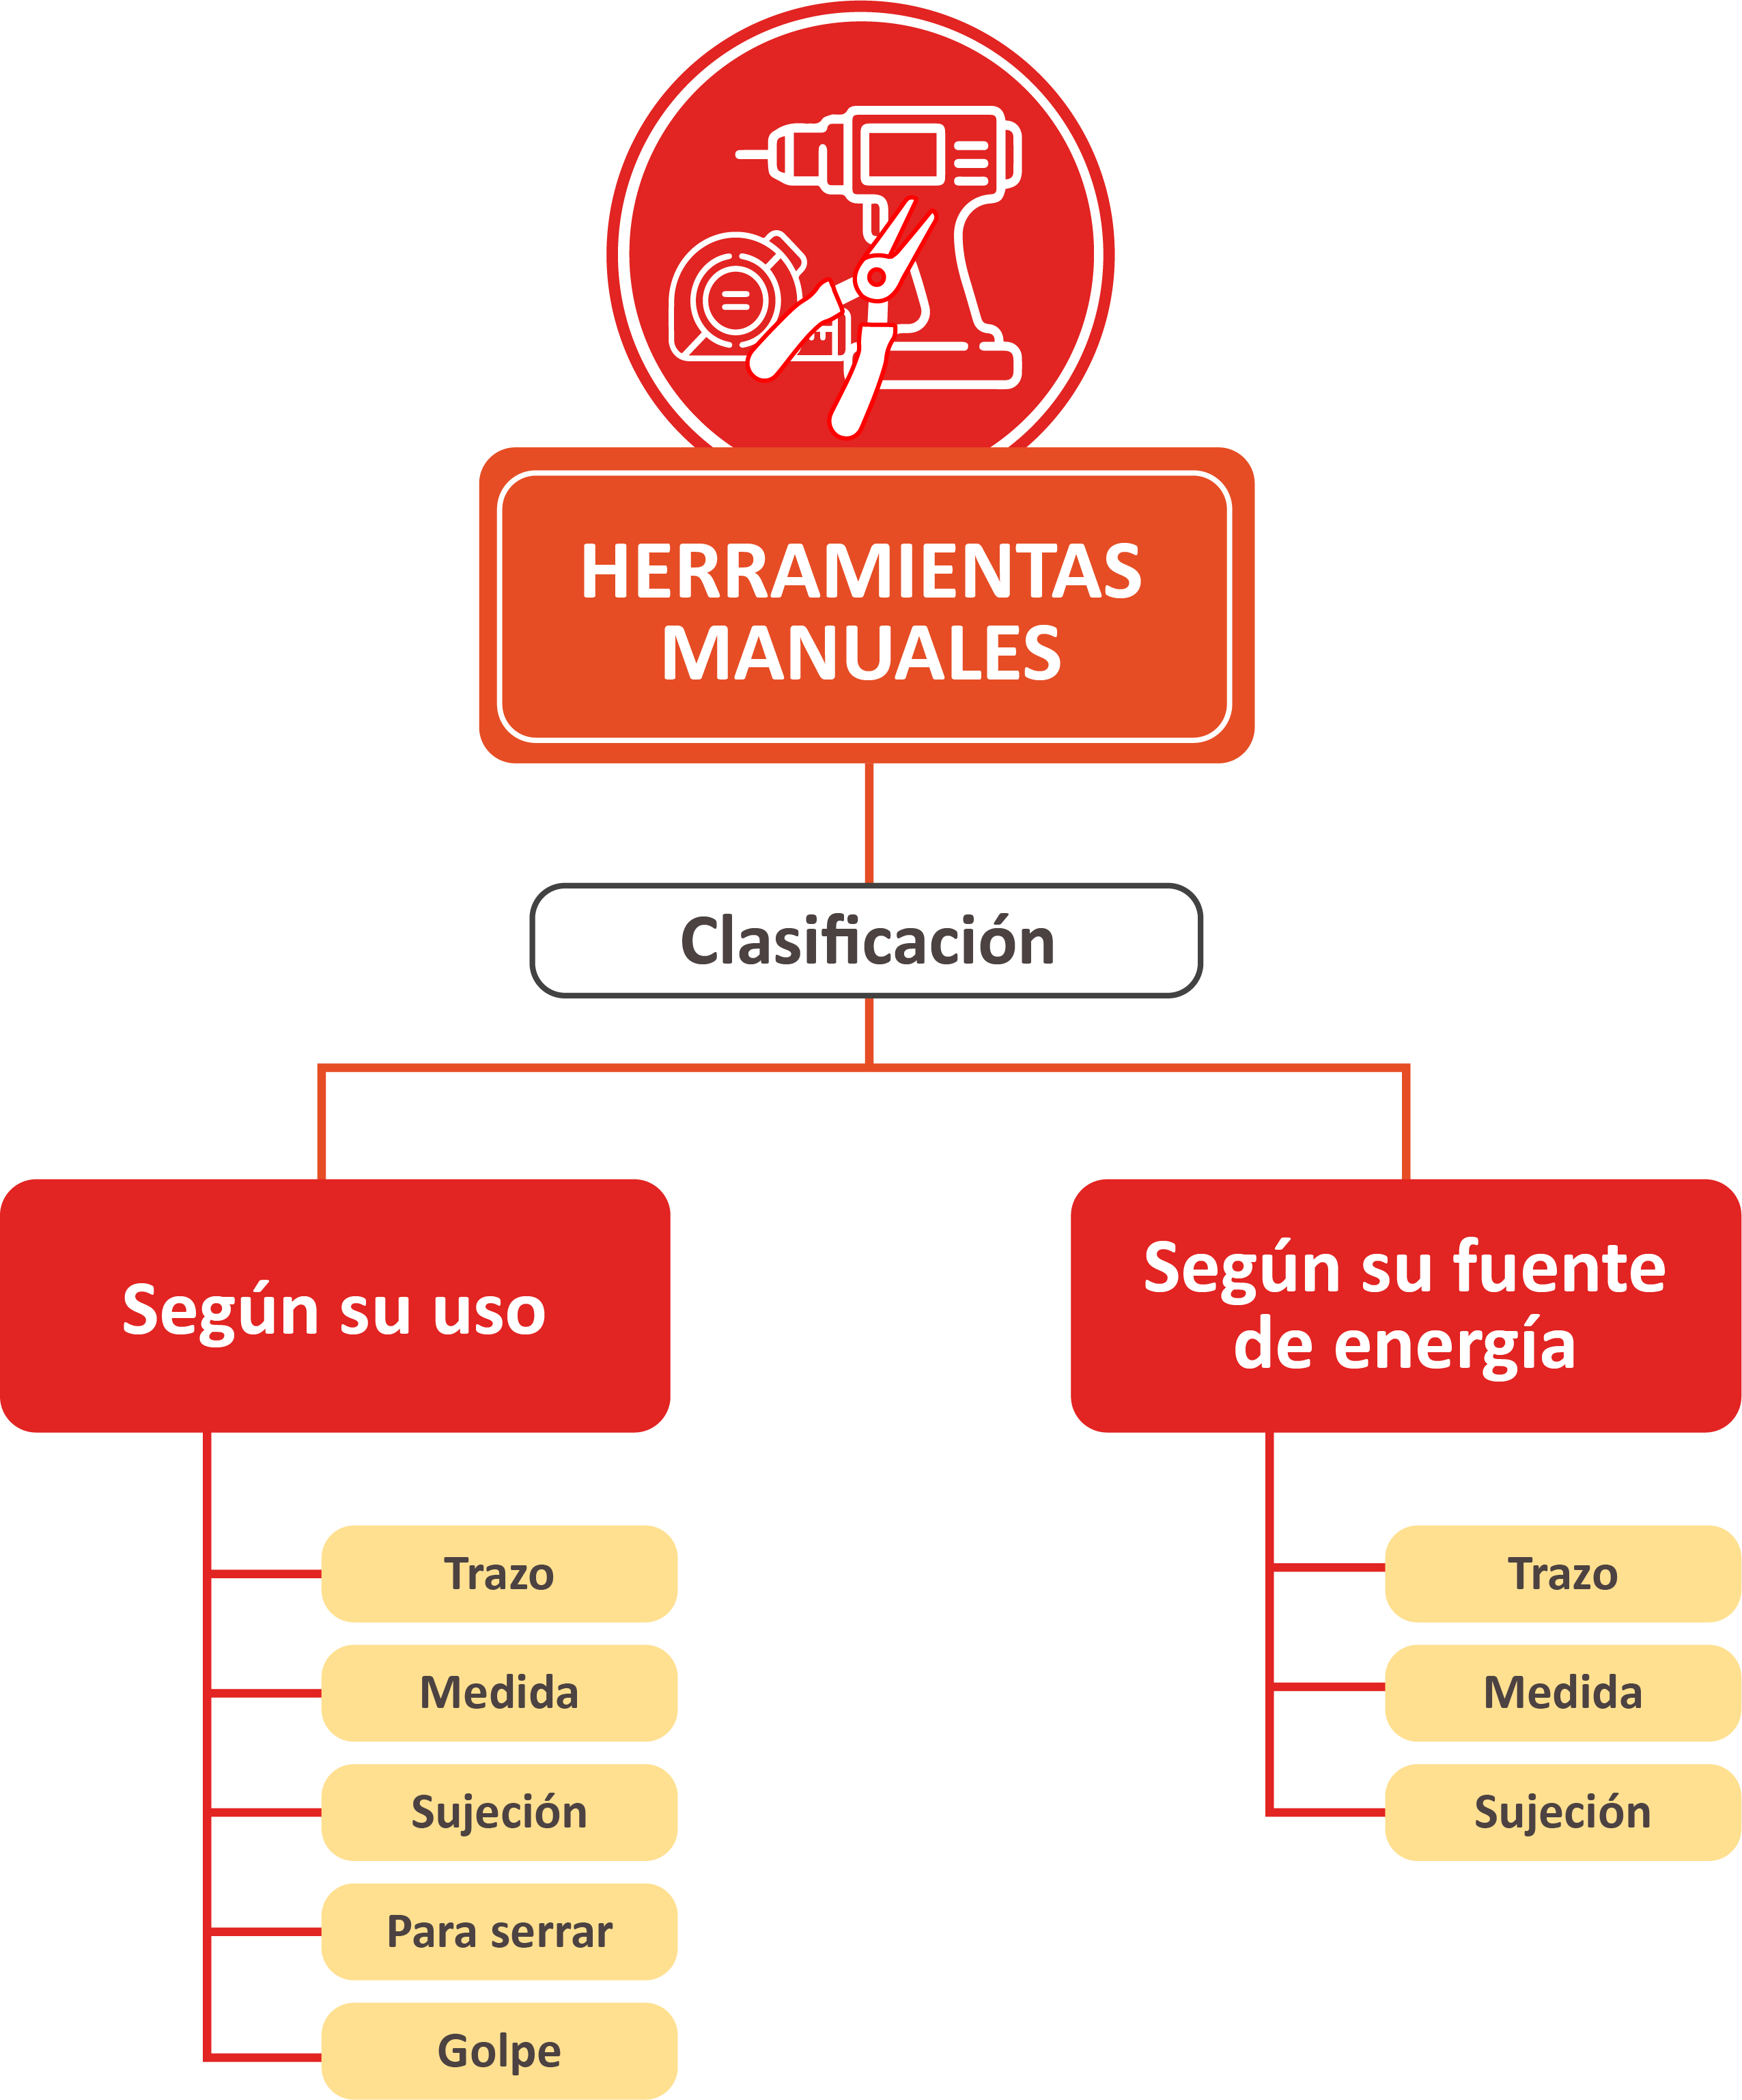 HERRAMIENTAS
MANUALES
Clasificación
Según su uso
Trazo
Medida
Sujeción
Para serrar
Golpe
Según su fuente
de energía
Trazo
Medida
Sujeción